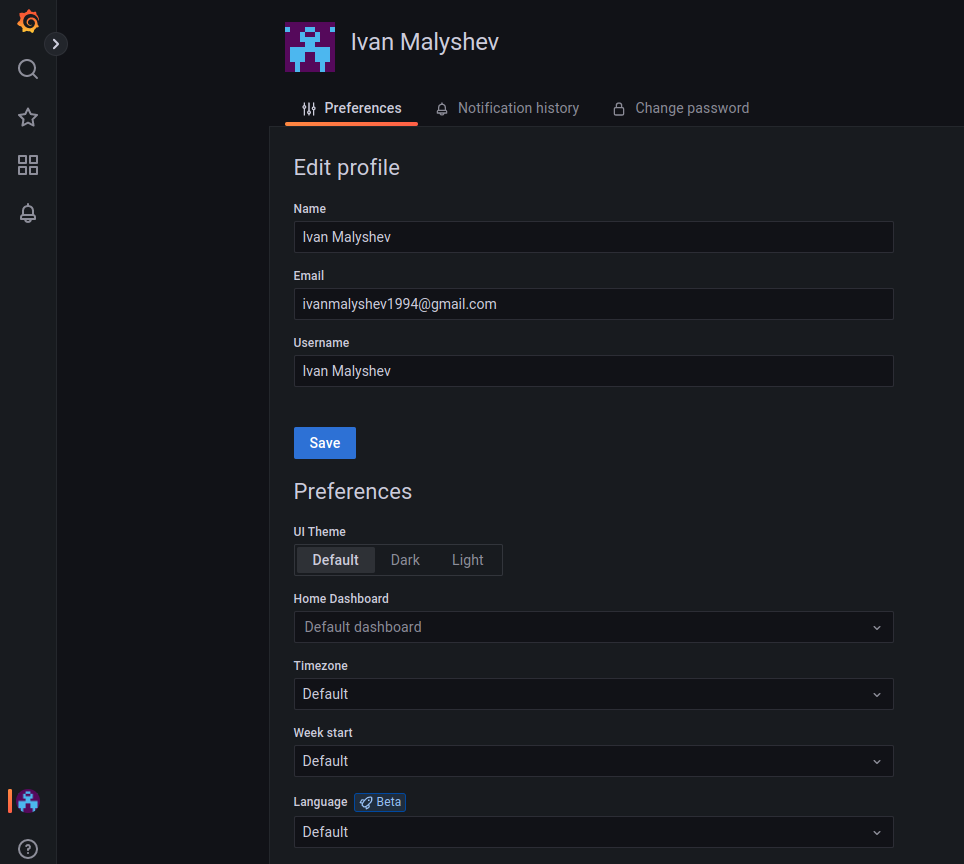 Ivan Malyshev
Preferences
Notification history
Change password
Edit profile
Name
Ivan Malyshev
Email
ivanmalyshev1994@gmail.com
Username
Ivan Malyshev
Save
Preferences
UI Theme
Default Dark Light
Home Dashboard
Default dashboard
Timezone
Default
Week start
Default
Language Beta
Default